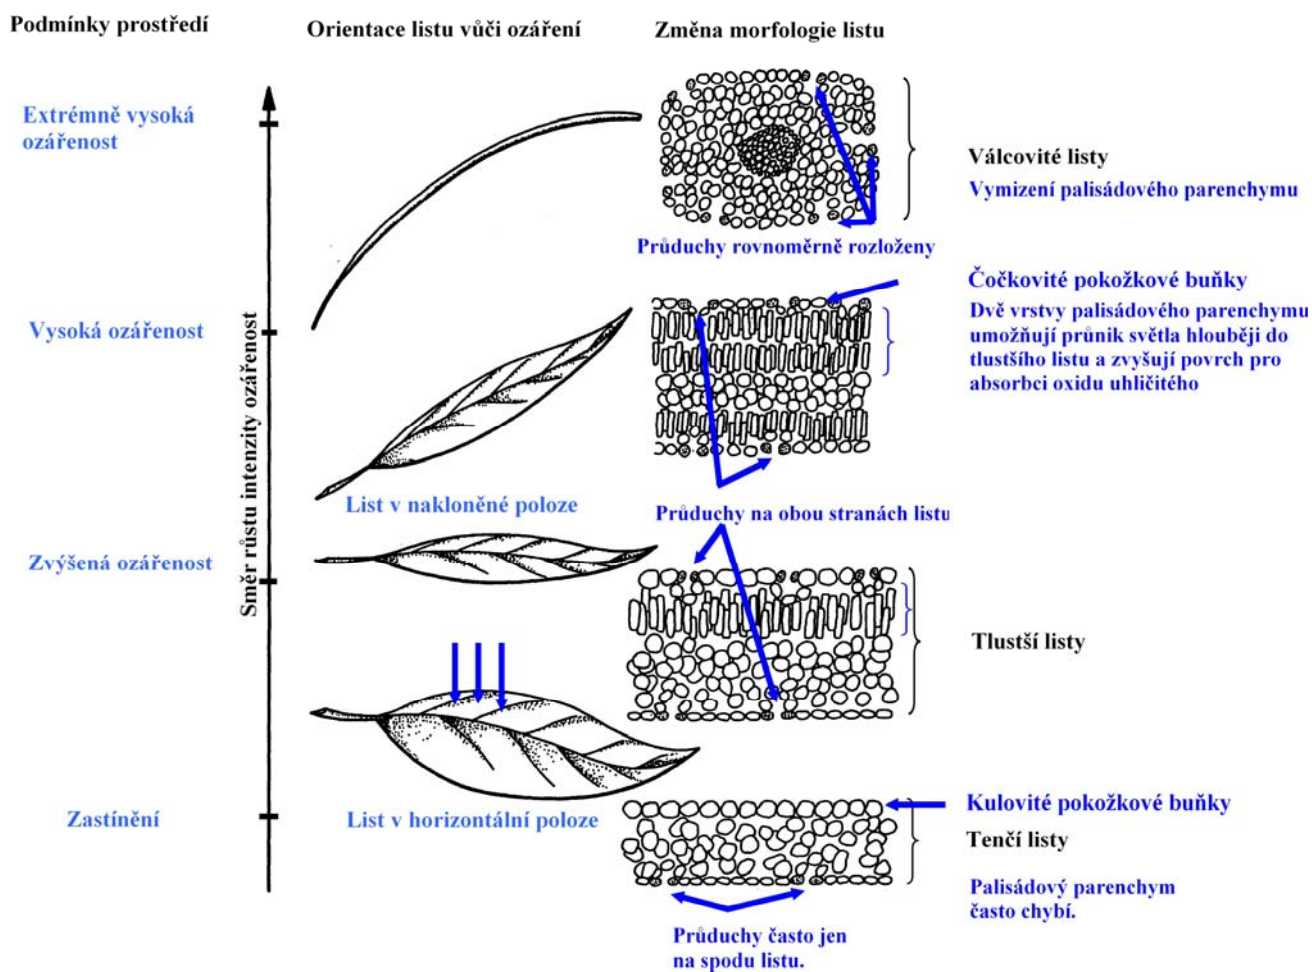 Podmínky prostředí
Orientace listu vůči ozáření
Změna morfologie listu
Směr růstu intenzity ozářenost
Extrémně vysoká
ozářenost
Válcovité listy
Vymizení palisádového parenchymu
Průduchy rovnoměrně rozloženy
Vysoká ozářenost
Čočkovité pokožkové buňky
Dvě vrstvy palisádového parenchymu
umožňují průnik světla hlouběji do
tlustšího listu a zvyšují povrch pro
absorbci oxidu uhličitého
List v nakloněné poloze
Průduchy na obou stranách listu
Zvýšená ozářenost
Tlustší listy
Zastínění
List v horizontální poloze
Kulovité pokožkové buňky
Tenčí listy
Palisádový parenchym
často chybí.
Průduchy často jen
na spodu listu.